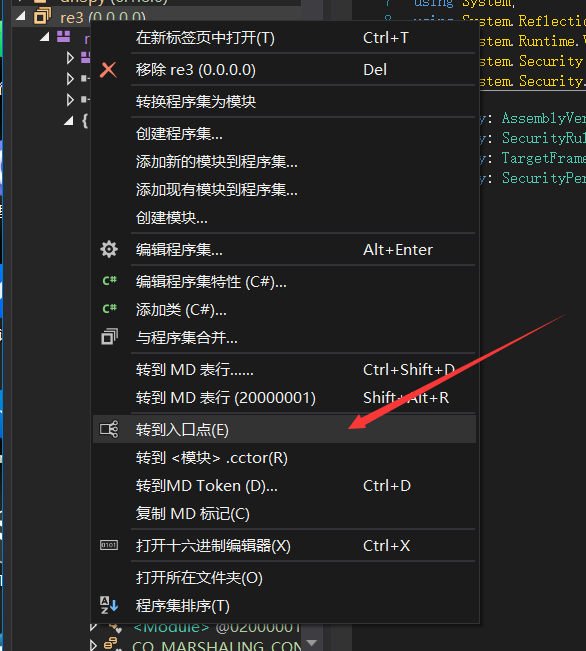 re3 (0.0.0.0)
using System;
using System.Reflectio
System.Runtime.V
System.Security
System.Security.
y: AssemblyVer
y: SecurityRul
y: TargetFrame
y: SecurityPer
在新标签页中打开(T) Ctrl+T
移除 re3 (0.0.0.0) Del
转换程序集为模块
创建程序集...
添加新的模块到程序集...
添加现有模块到程序集...
创建模块...
编辑程序集... Alt+Enter
C# 编辑程序集特性 (C#)...
C# 添加类 (C#)...
与程序集合并...
转到 MD 表行...... Ctrl+Shift+D
转到 MD 表行 (20000001) Shift+Alt+R
转到入口点(E)
转到 <模块> .cctor(R)
转到MD Token (D)... Ctrl+D
复制 MD 标记(C)
打开十六进制编辑器(X) Ctrl+X
打开所在文件夹(O)
程序集排序(T)
<Module> @02000001
CO_MARSHALING_CON